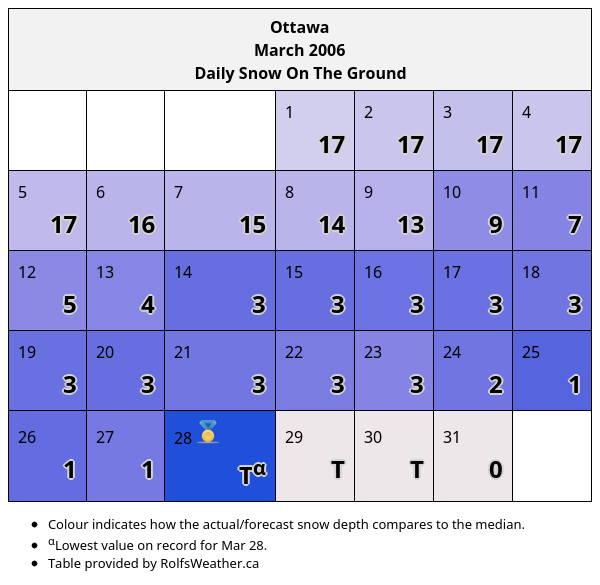 Ottawa
March 2006
Daily Snow On The Ground
1 2 3 4
17 17 17 17
5 6 7 8 9 10 11
17 16 15 14 13 9 7
12 13 14 15 16 17 18
5 4 3 3 3 3 3
19 20 21 22 23 24 25
3 3 3 3 3 2 1
26 27 28 29 30 31
1 1 Tα T T 0
Colour indicates how the actual/forecast snow depth compares to the median.
αLowest value on record for Mar 28.
Table provided by RolfsWeather.ca